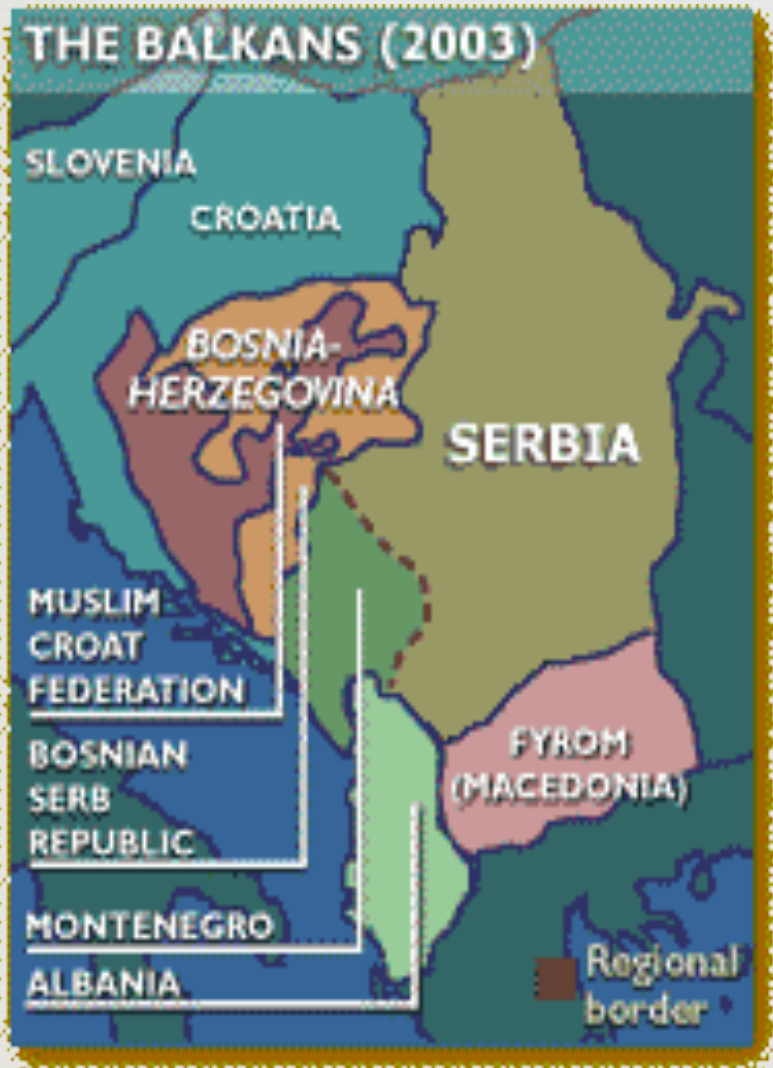 THE BALKANS (2003)
SLOVENIA
CROATIA
BOSNIA-
HERZEGOVINA
SERBIA
MUSLIM
CROAT
FEDERATION
BOSNIAN
SERB
REPUBLIC
FYROM
(MACEDONIA)
MONTENEGRO
ALBANIA
Regional
border